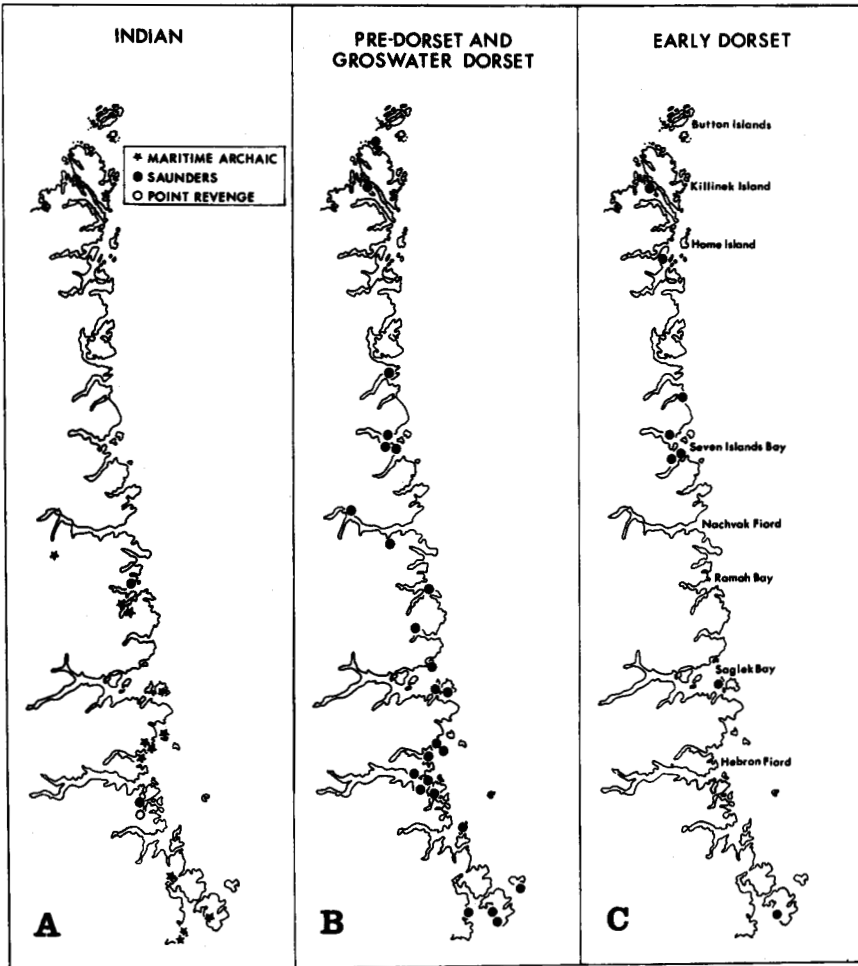 INDIAN
★ MARITIME ARCHAIC
● SAUNDERS
○ POINT REVENGE
A
PRE-DORSET AND
GROSWATER DORSET
B
EARLY DORSET
Button Islands
Killinek Island
Home Island
Seven Islands Bay
Nachvak Fiord
Ramah Bay
Saglek Bay
Hebron Fiord
C